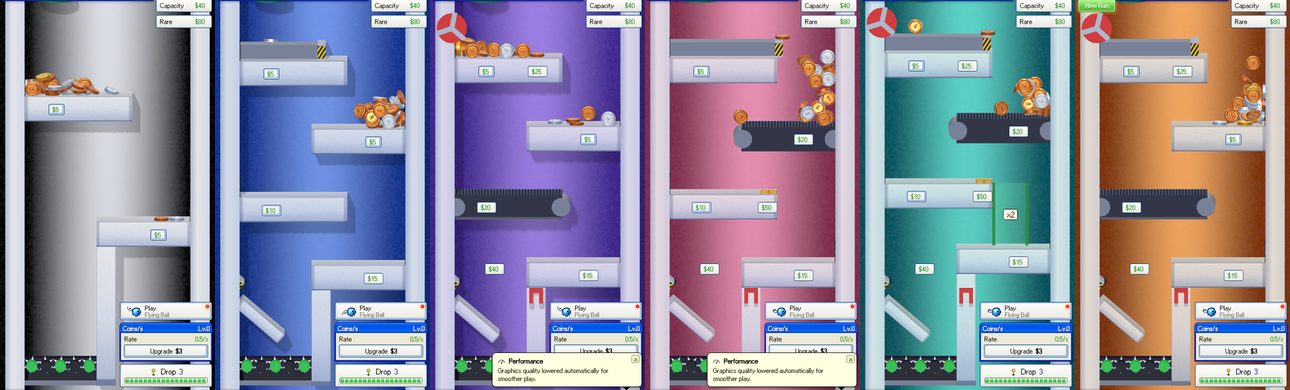 Capacity $40
Rare $80
$5
$5
Play
Flying Ball
Coins/s Lv.0
Rate 0.5/s
Upgrade $3
Drop 3
Capacity $40
Rare $80
$5
$5
$10
$15
Play
Flying Ball
Coins/s Lv.0
Rate 0.5/s
Upgrade $3
Drop 3
Capacity $40
Rare $80
$5
$25
$5
$20
$40
$15
Play
Flying Ball
Coins/s Lv.0
Rate 0.5/s
Upgrade $3
Performance
Graphics quality lowered automatically for
smoother play.
Capacity $40
Rare $80
$5
$20
$10
$50
$40
$15
Play
Flying Ball
Coins/s Lv.0
Rate 0.5/s
Upgrade $3
Performance
Graphics quality lowered automatically for
smoother play.
Capacity $40
Rare $80
$5
$25
$20
$10
$50
x2
$40
$15
Play
Flying Ball
Coins/s Lv.0
Rate 0.5/s
Upgrade $3
Drop 3
New Run
Capacity $40
Rare $80
$5
$25
$5
$20
$40
$15
Play
Flying Ball
Coins/s Lv.0
Rate 0.5/s
Upgrade $3
Drop 3